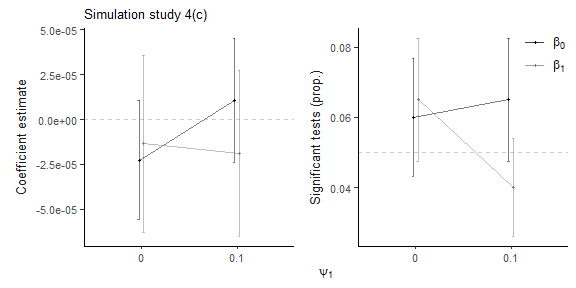 Simulation study 4(c)
Coefficient estimate
5.0e-05
2.5e-05
0.0e+00
-2.5e-05
-5.0e-05
0
0.1
Significant tests (prop.)
0.08
0.06
0.04
0
0.1
β0
β1
ψ1